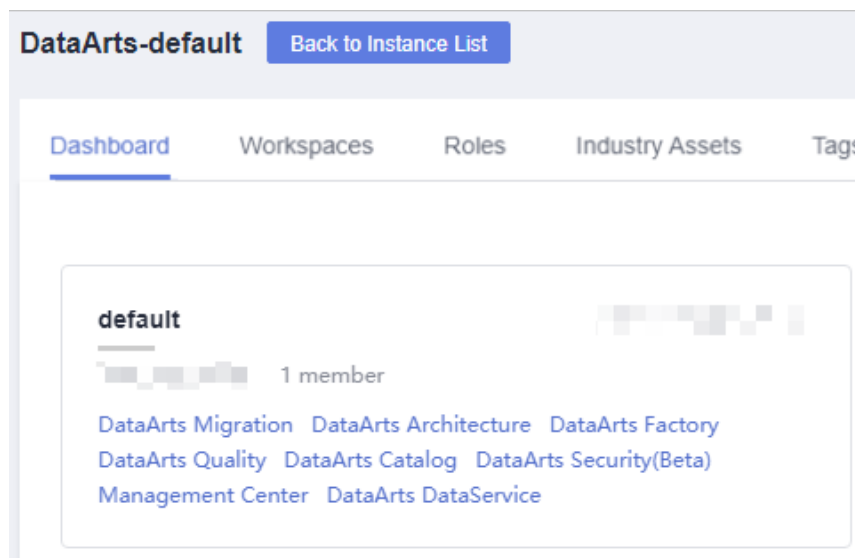 DataArts-default Back to Instance List
Dashboard Workspaces Roles Industry Assets Tags
default
1 member
DataArts Migration DataArts Architecture DataArts Factory
DataArts Quality DataArts Catalog DataArts Security(Beta)
Management Center DataArts DataService